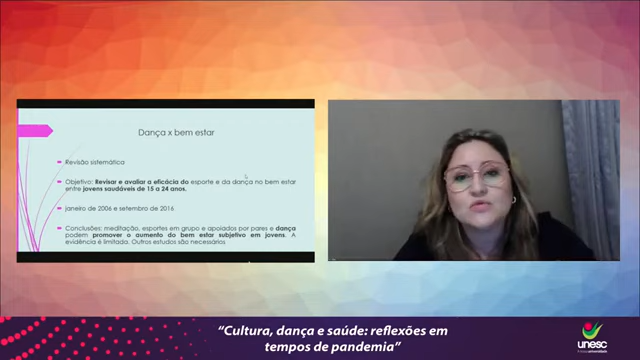 Dança x bem estar
Revisão sistemática
Objetivo: Revisar e avaliar a eficácia do esporte e da dança no bem estar
entre jovens saudáveis de 15 a 24 anos.
janeiro de 2006 e setembro de 2016
Conclusões: meditação, esportes em grupo e apoiados por pares e dança
podem promover o aumento do bem estar subjetivo em jovens. A
evidência é limitada. Outros estudos são necessários
“Cultura, dança e saúde: reflexões em
tempos de pandemia”
unesc